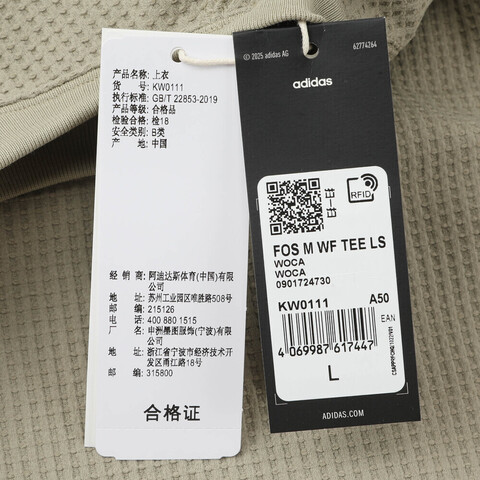 产品名称: 上衣
货　　号: KW0111
执行标准: GB/T 22853-2019
产品等级: 合格品
检验合格: 检18
安全类别: B类
产　　地: 中国
经 销 商: 阿迪达斯体育(中国)有限公司
地　　址: 苏州工业园区旺墩路508号
邮　　编: 215126
电　　话: 400 880 1515
厂　　名: 申洲墨图服饰(宁波)有限公司
地　　址: 浙江省宁波市经济技术开发区甬江路18号
邮　　编: 315800
合格证
© 2025 adidas AG
62774264
adidas
RFID
FOS M WF TEE LS
WOCA
WOCA
0901724730
KW0111 A50
EAN
4 069987 617447
L
ADIDAS.COM